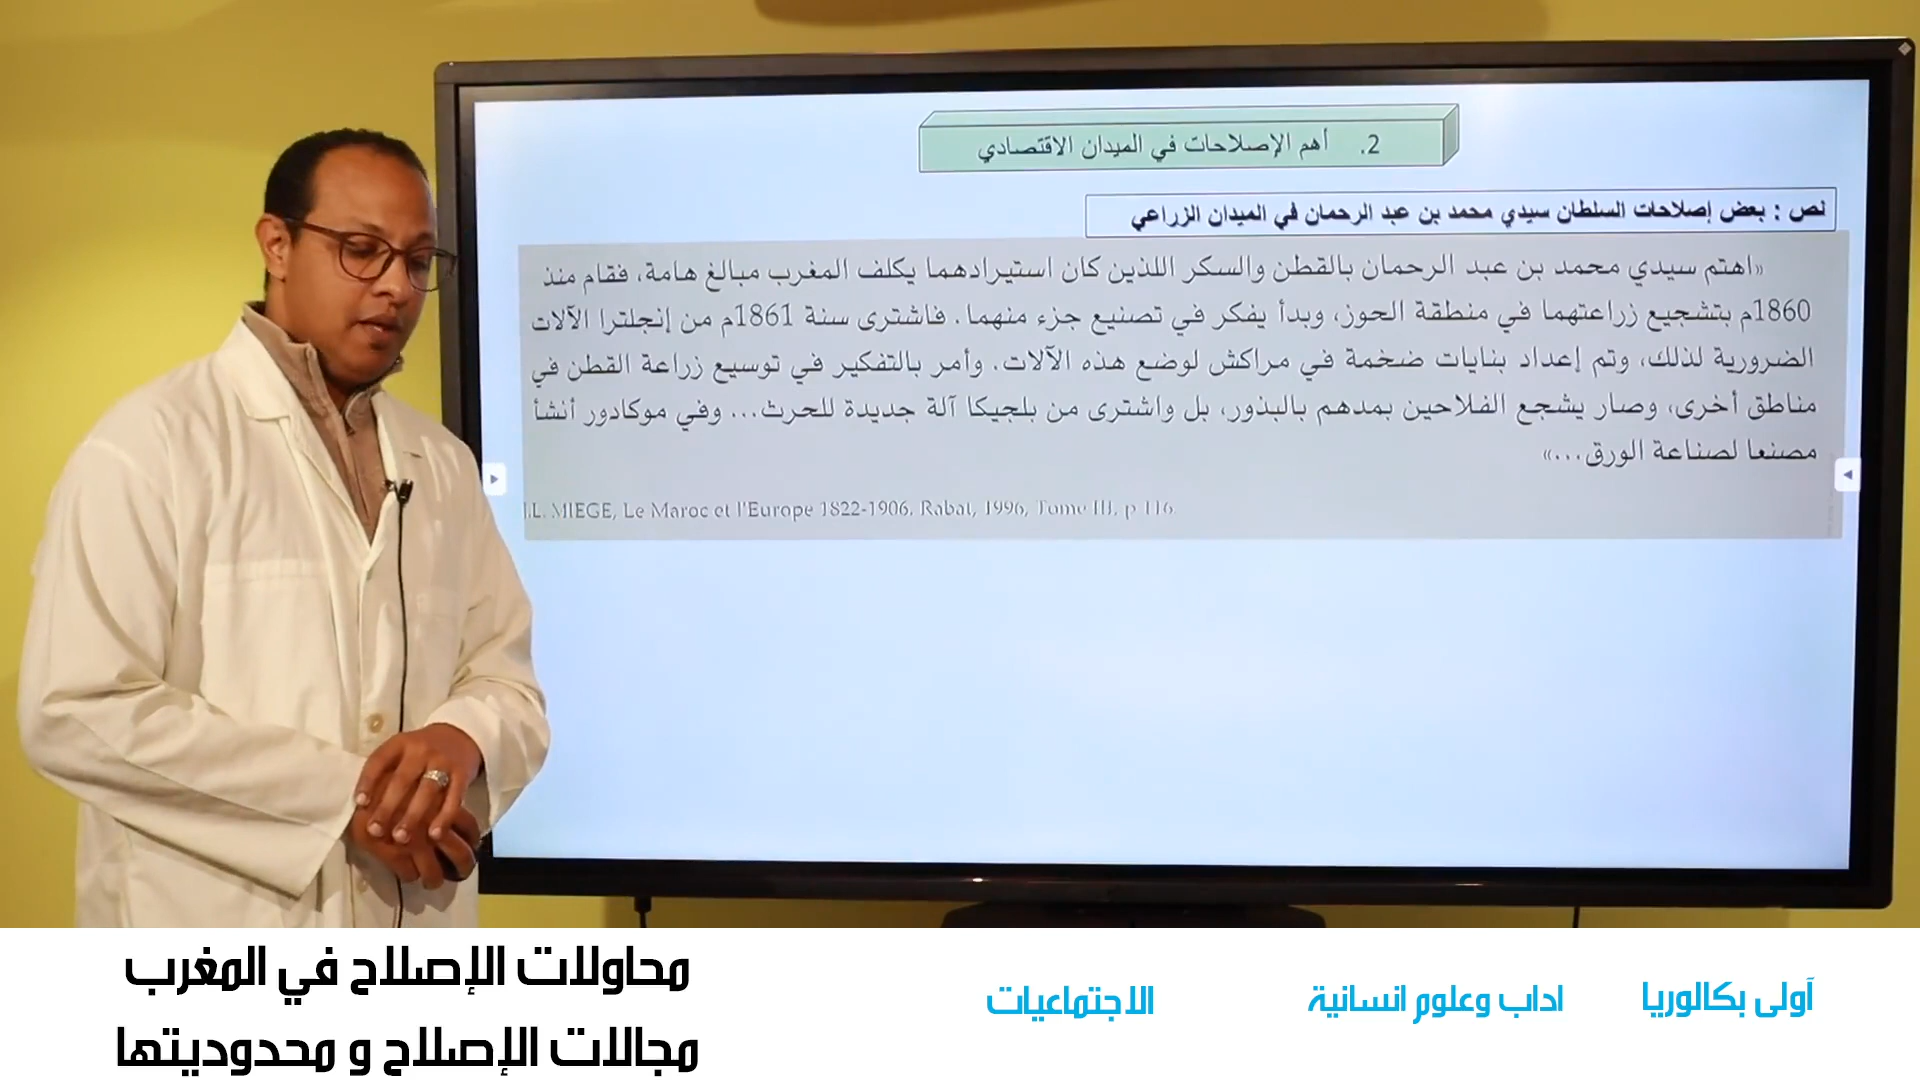 2. أهم الإصلاحات في الميدان الاقتصادي
نص : بعض إصلاحات السلطان سيدي محمد بن عبد الرحمان في الميدان الزراعي
«اهتم سيدي محمد بن عبد الرحمان بالقطن والسكر اللذين كان استيرادهما يكلف المغرب مبالغ هامة، فقام منذ
1860م بتشجيع زراعتهما في منطقة الحوز، وبدأ يفكر في تصنيع جزء منهما. فاشترى سنة 1861م من إنجلترا الآلات
الضرورية لذلك، وتم إعداد بنايات ضخمة في مراكش لوضع هذه الآلات. وأمر بالتفكير في توسيع زراعة القطن في
مناطق أخرى، وصار يشجع الفلاحين بمدهم بالبذور، بل واشترى من بلجيكا آلة جديدة للحرث... وفي موكادور أنشأ
مصنعا لصناعة الورق...»
J.L. MIEGE, Le Maroc et l'Europe 1822-1906, Rabat, 1996, Tome III, p 116
محاولات الإصلاح في المغرب
مجالات الإصلاح و محدوديتها
أولى بكالوريا
اداب وعلوم انسانية
الاجتماعيات